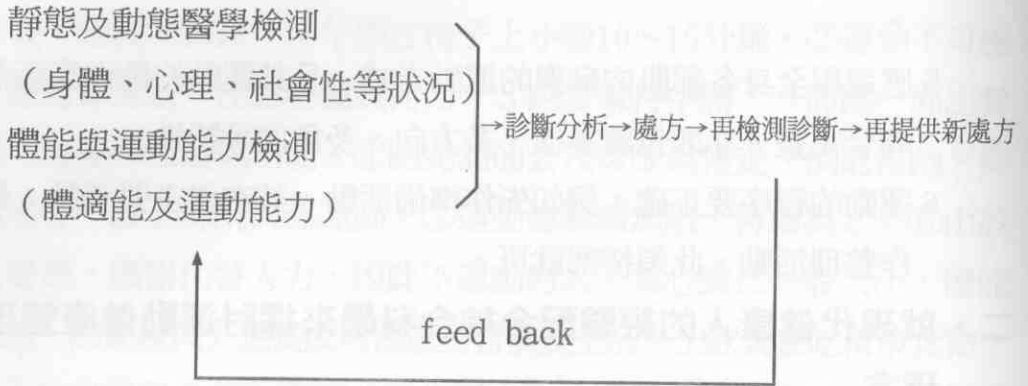 靜態及動態醫學檢測
（身體、心理、社會性等狀況）
體能與運動能力檢測
（體適能及運動能力）
→診斷分析→處方→再檢測診斷→再提供新處方
feed back